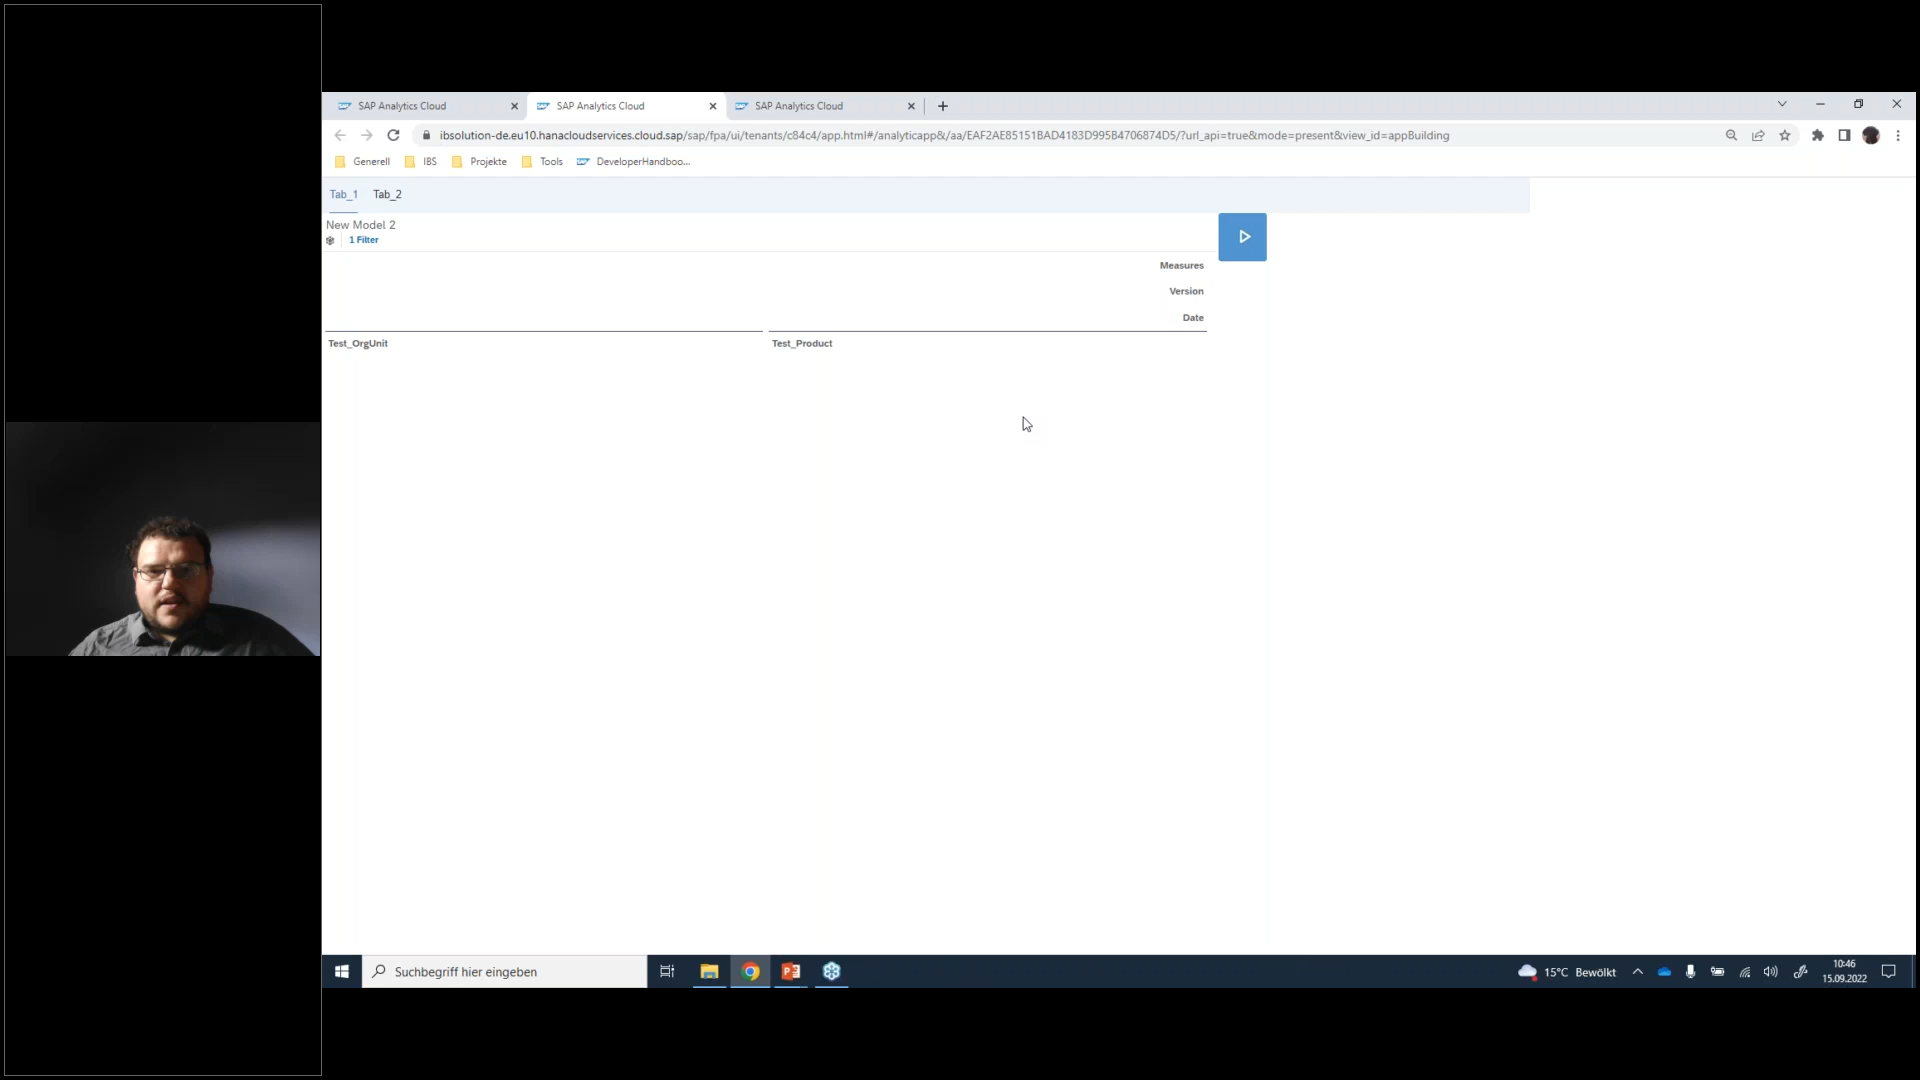 SAP Analytics Cloud
SAP Analytics Cloud
SAP Analytics Cloud
ibsolution-de.eu10.hanacloudservices.cloud.sap/sap/fpa/ui/tenants/c84c4/app.html#/analyticapp&/aa/EAF2AE85151BAD4183D995B4706874D5/?url_api=true&mode=present&view_id=appBuilding
Generell IBS Projekte Tools DeveloperHandboo...
Tab_1 Tab_2
New Model 2
1 Filter
Measures
Version
Date
Test_OrgUnit Test_Product
Suchbegriff hier eingeben
15°C Bewölkt
10:46
15.09.2022